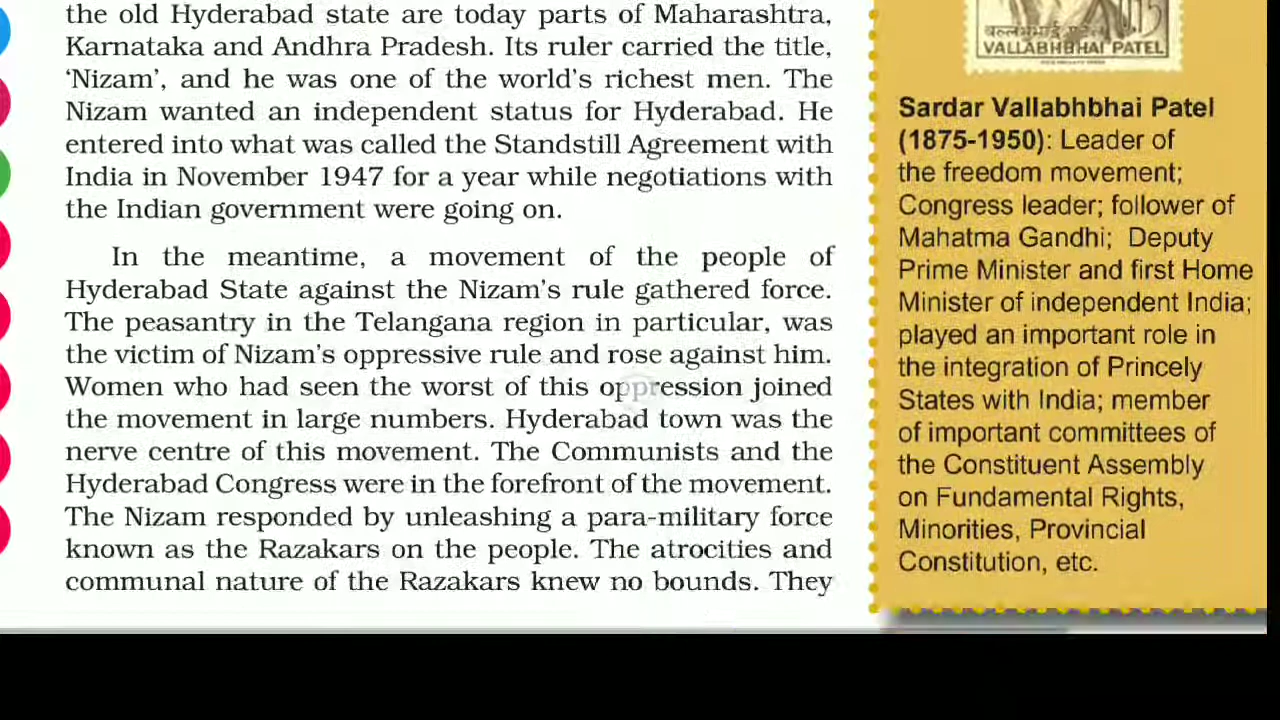 the old Hyderabad state are today parts of Maharashtra,
Karnataka and Andhra Pradesh. Its ruler carried the title,
‘Nizam’, and he was one of the world’s richest men. The
Nizam wanted an independent status for Hyderabad. He
entered into what was called the Standstill Agreement with
India in November 1947 for a year while negotiations with
the Indian government were going on.
In the meantime, a movement of the people of
Hyderabad State against the Nizam’s rule gathered force.
The peasantry in the Telangana region in particular, was
the victim of Nizam’s oppressive rule and rose against him.
Women who had seen the worst of this oppression joined
the movement in large numbers. Hyderabad town was the
nerve centre of this movement. The Communists and the
Hyderabad Congress were in the forefront of the movement.
The Nizam responded by unleashing a para-military force
known as the Razakars on the people. The atrocities and
communal nature of the Razakars knew no bounds. They
VALLABHBHAI PATEL
Sardar Vallabhbhai Patel
(1875-1950): Leader of
the freedom movement;
Congress leader; follower of
Mahatma Gandhi; Deputy
Prime Minister and first Home
Minister of independent India;
played an important role in
the integration of Princely
States with India; member
of important committees of
the Constituent Assembly
on Fundamental Rights,
Minorities, Provincial
Constitution, etc.